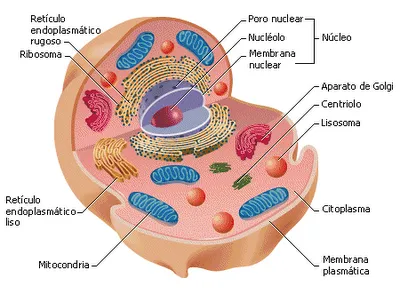 Retículo
endoplasmático
rugoso
Ribosoma
Poro nuclear
Nucléolo
Membrana
nuclear
Núcleo
Aparato de Golgi
Centriolo
Lisosoma
Retículo
endoplasmático
liso
Mitocondria
Citoplasma
Membrana
plasmática